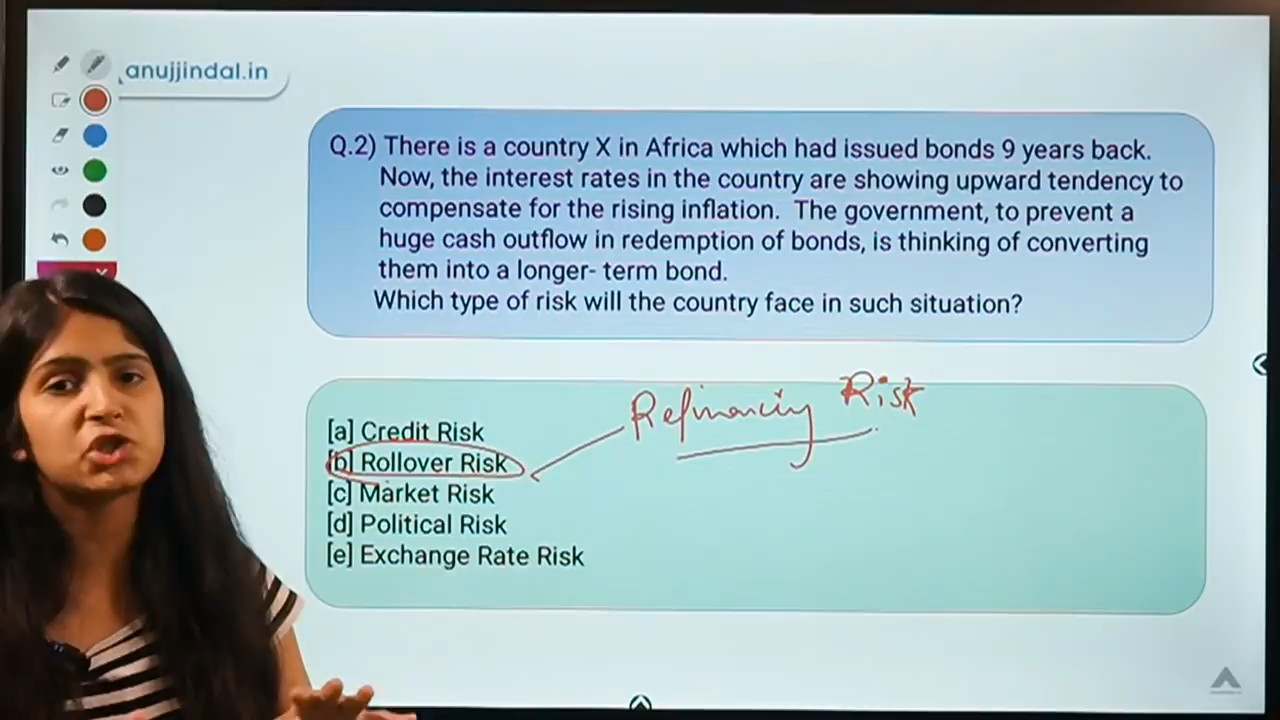 anujjindal.in
Q.2) There is a country X in Africa which had issued bonds 9 years back.
Now, the interest rates in the country are showing upward tendency to
compensate for the rising inflation. The government, to prevent a
huge cash outflow in redemption of bonds, is thinking of converting
them into a longer- term bond.
Which type of risk will the country face in such situation?
Refinancing Risk
[a] Credit Risk
[b] Rollover Risk
[c] Market Risk
[d] Political Risk
[e] Exchange Rate Risk